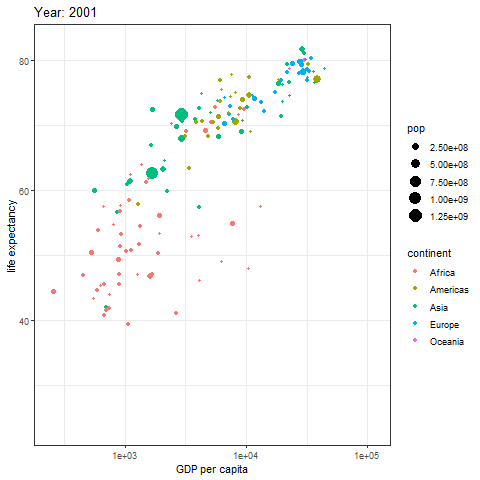 Year: 2001
life expectancy
80
60
40
1e+03
1e+04
1e+05
GDP per capita
pop
2.50e+08
5.00e+08
7.50e+08
1.00e+09
1.25e+09
continent
Africa
Americas
Asia
Europe
Oceania